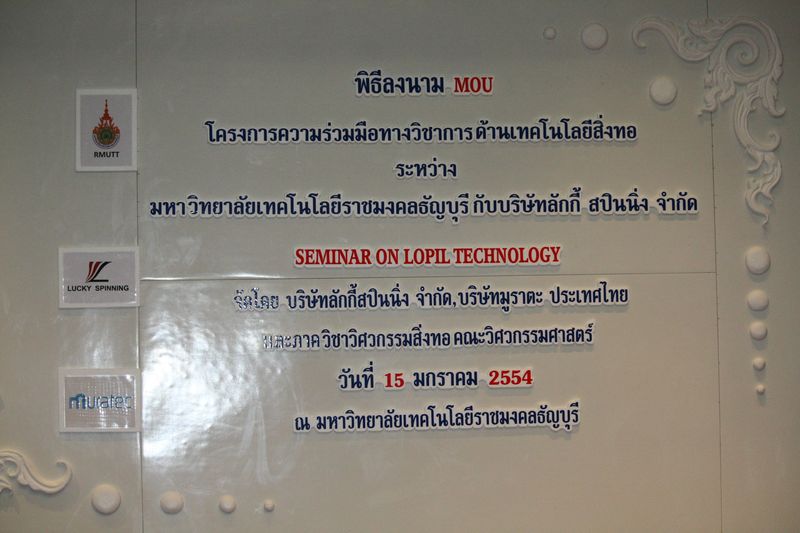 พิธีลงนาม MOU
โครงการความร่วมมือทางวิชาการ ด้านเทคโนโลยีสิ่งทอ
ระหว่าง
มหาวิทยาลัยเทคโนโลยีราชมงคลธัญบุรี กับบริษัทลักกี้ สปินนิ่ง จำกัด
SEMINAR ON LOPIL TECHNOLOGY
จัดโดย บริษัทลักกี้สปินนิ่ง จำกัด,บริษัทมูราตะ ประเทศไทย
และภาควิชาวิศวกรรมสิ่งทอ คณะวิศวกรรมศาสตร์
วันที่ 15 มกราคม 2554
ณ มหาวิทยาลัยเทคโนโลยีราชมงคลธัญบุรี
RMUTT
LUCKY SPINNING
muratec